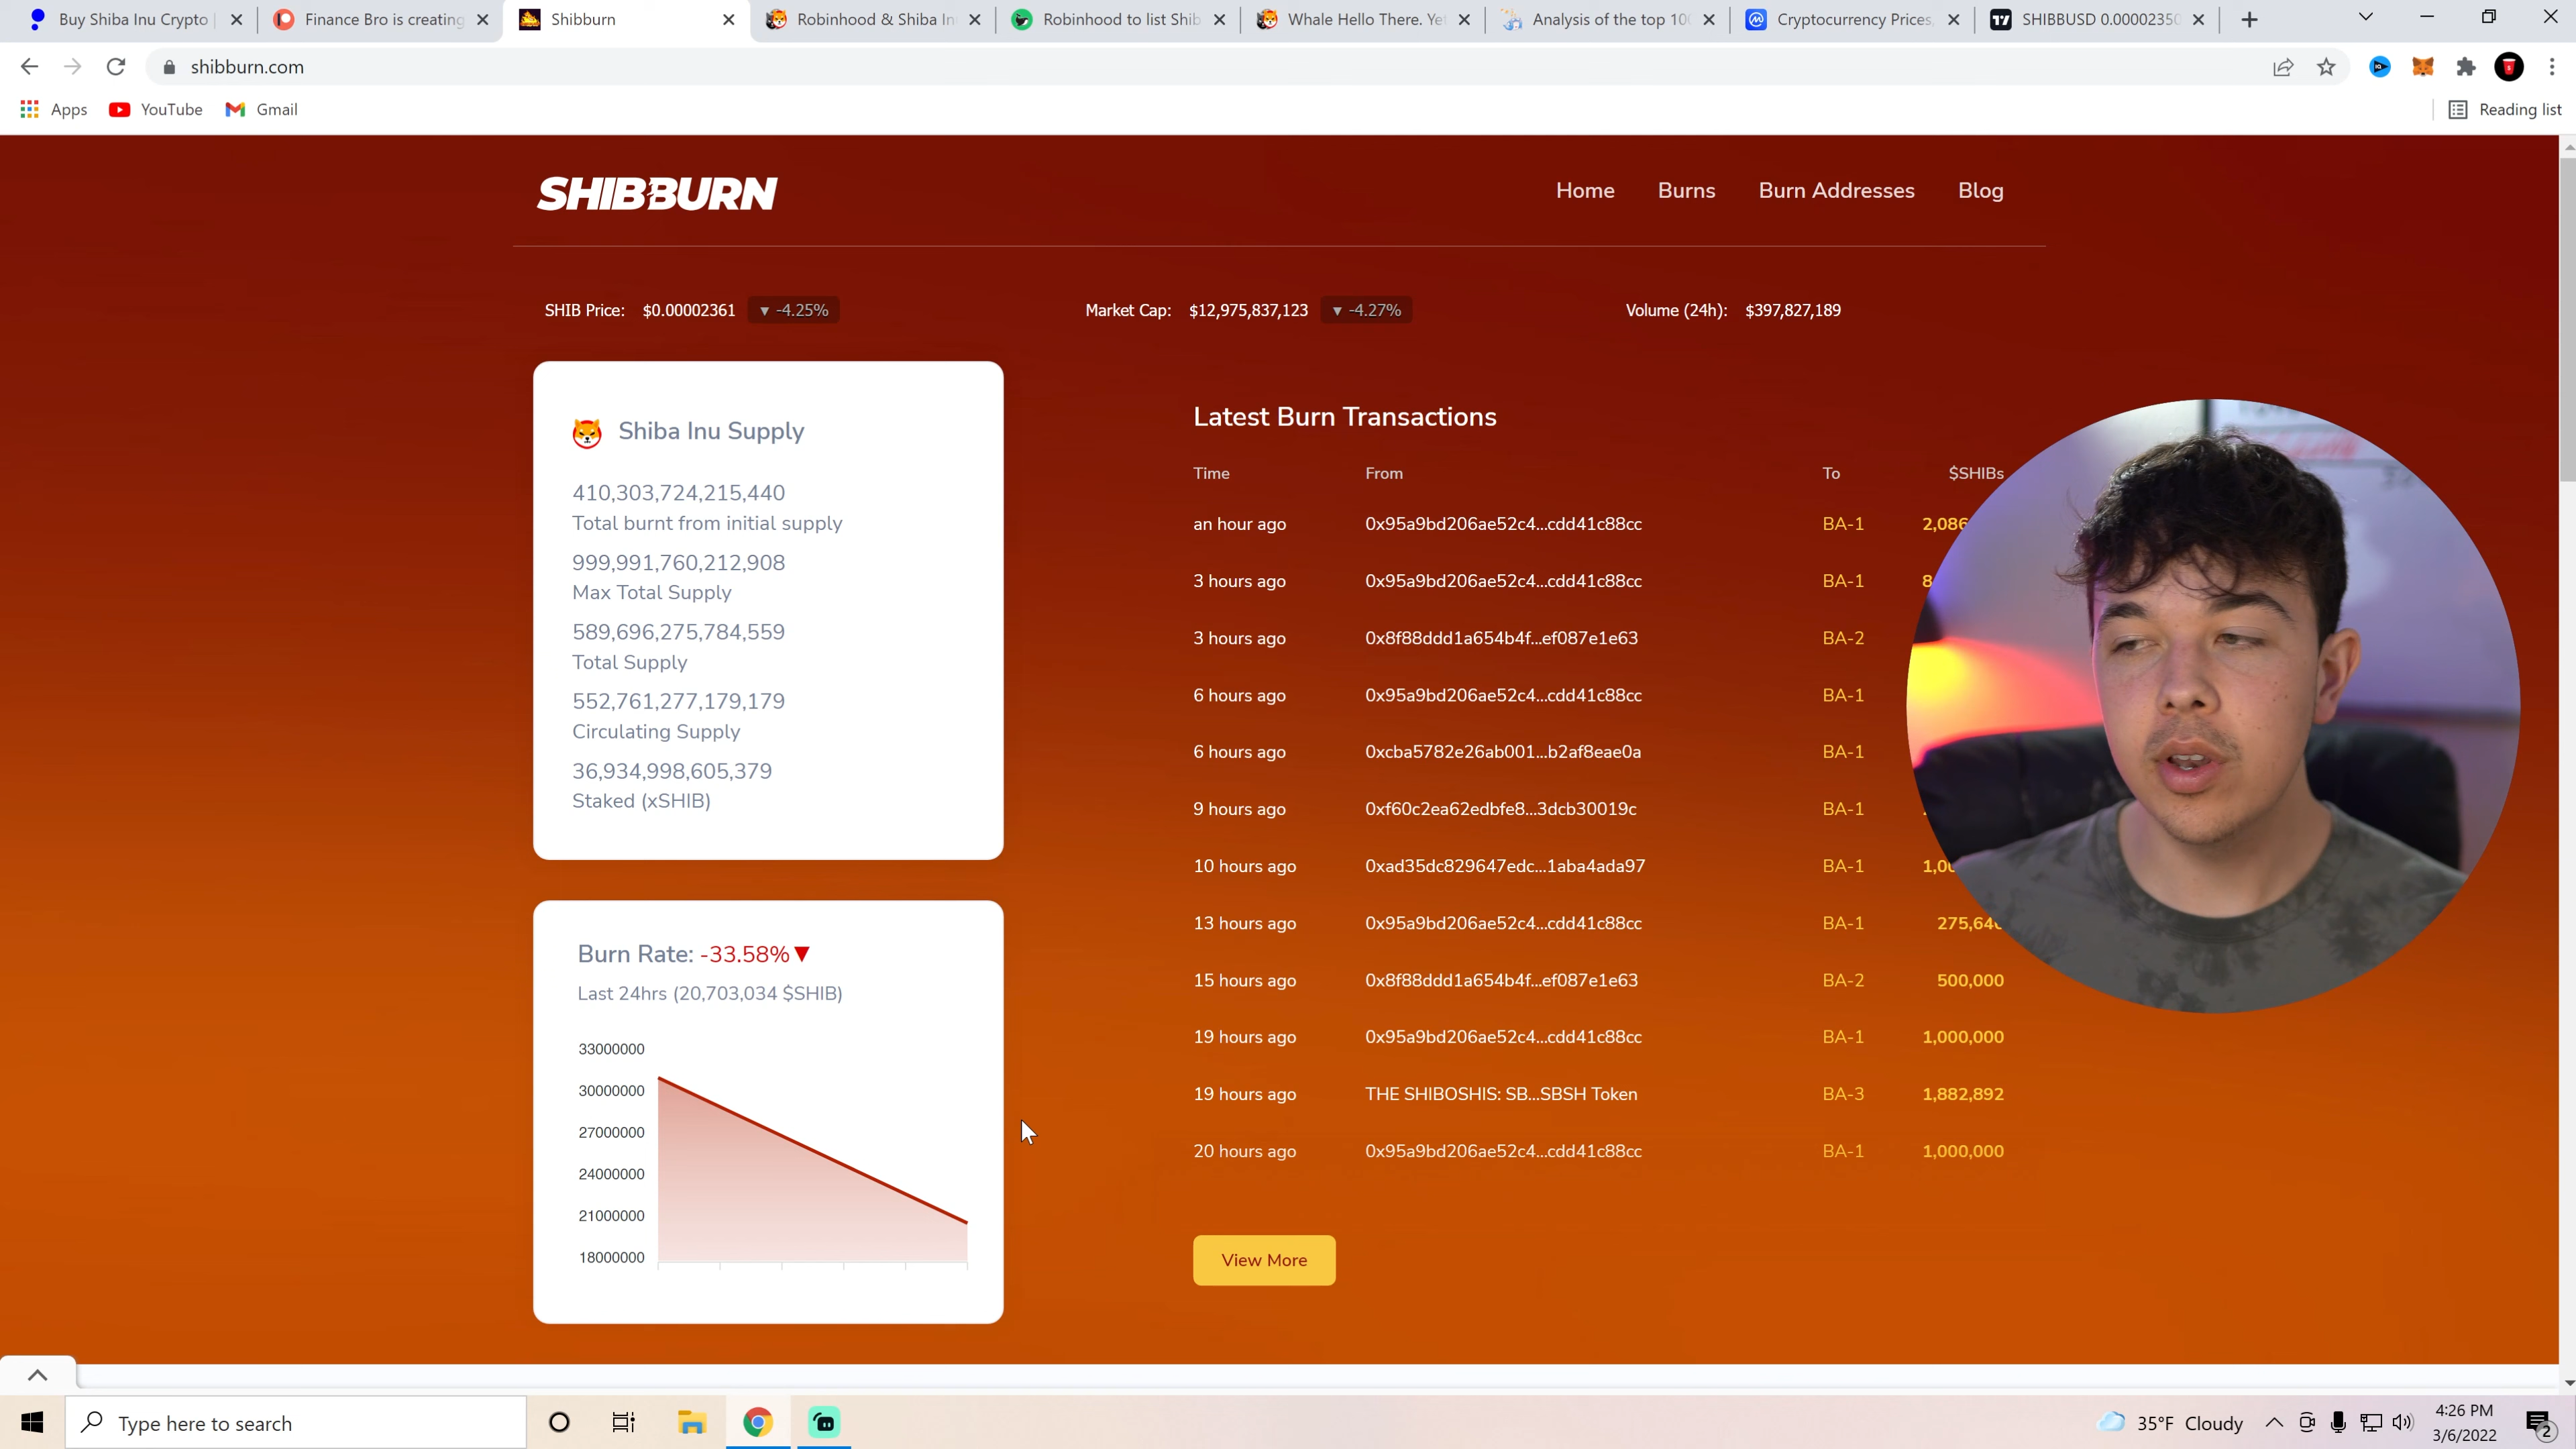 Buy Shiba Inu Crypto
Finance Bro is creating
Shibburn
Robinhood & Shiba In
Robinhood to list Shib
Whale Hello There. Yet
Analysis of the top 100
Cryptocurrency Prices,
SHIBBUSD 0.00002350
shibburn.com
Apps YouTube Gmail Reading list
SHIBBURN
Home Burns Burn Addresses Blog
SHIB Price: $0.00002361 ▼ -4.25% Market Cap: $12,975,837,123 ▼ -4.27% Volume (24h): $397,827,189
Shiba Inu Supply
410,303,724,215,440
Total burnt from initial supply
999,991,760,212,908
Max Total Supply
589,696,275,784,559
Total Supply
552,761,277,179,179
Circulating Supply
36,934,998,605,379
Staked (xSHIB)
Burn Rate: -33.58% ▼
Last 24hrs (20,703,034 $SHIB)
33000000
30000000
27000000
24000000
21000000
18000000
Latest Burn Transactions
Time From To $SHIBs
an hour ago 0x95a9bd206ae52c4...cdd41c88cc BA-1 2,086
3 hours ago 0x95a9bd206ae52c4...cdd41c88cc BA-1 8
3 hours ago 0x8f88ddd1a654b4f...ef087e1e63 BA-2
6 hours ago 0x95a9bd206ae52c4...cdd41c88cc BA-1
6 hours ago 0xcba5782e26ab001...b2af8eae0a BA-1
9 hours ago 0xf60c2ea62edbfe8...3dcb30019c BA-1
10 hours ago 0xad35dc829647edc...1aba4ada97 BA-1 1,00
13 hours ago 0x95a9bd206ae52c4...cdd41c88cc BA-1 275,64
15 hours ago 0x8f88ddd1a654b4f...ef087e1e63 BA-2 500,000
19 hours ago 0x95a9bd206ae52c4...cdd41c88cc BA-1 1,000,000
19 hours ago THE SHIBOSHIS: SB...SBSH Token BA-3 1,882,892
20 hours ago 0x95a9bd206ae52c4...cdd41c88cc BA-1 1,000,000
View More
Type here to search
35°F Cloudy
4:26 PM
3/6/2022
2